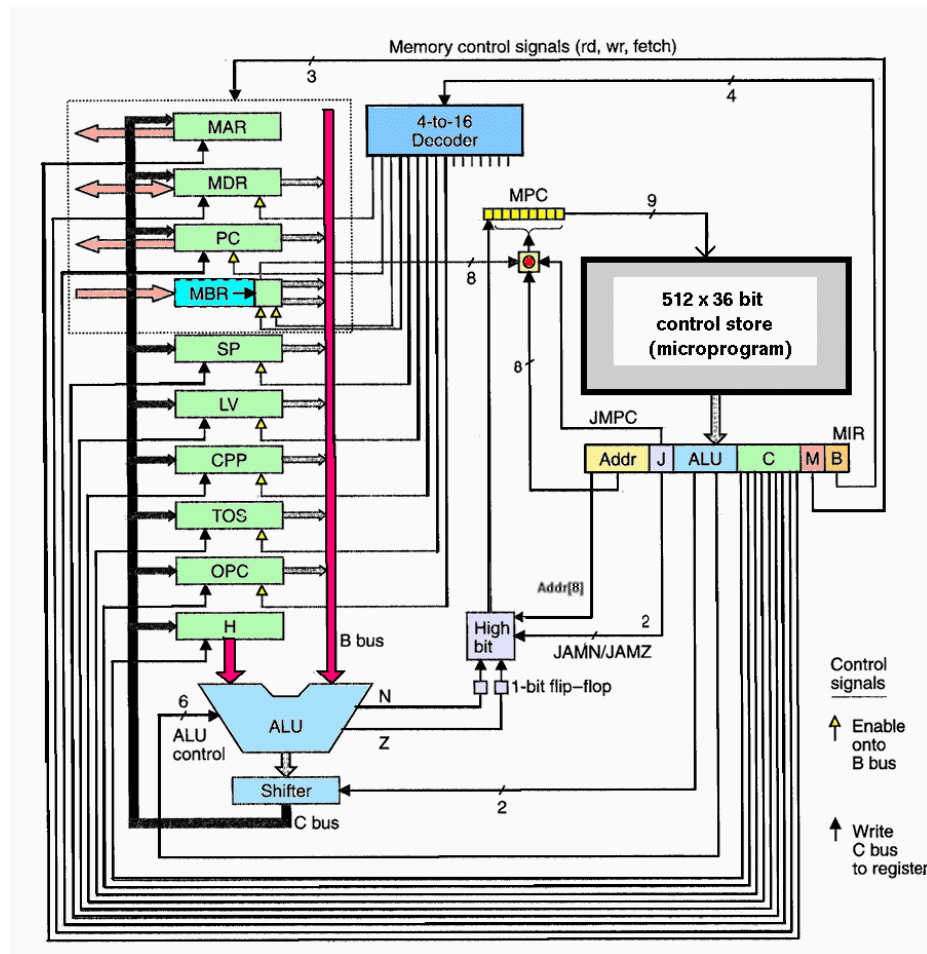 Memory control signals (rd, wr, fetch)
3
4
4-to-16
Decoder
MAR
MDR
MPC
9
PC
8
MBR
512 x 36 bit
control store
(microprogram)
SP
8
LV
JMPC
MIR
Addr
J
ALU
C
M
B
CPP
TOS
OPC
Addr[8]
H
High
bit
2
JAMN/JAMZ
B bus
Control
signals
6
ALU
control
ALU
N
1-bit flip–flop
Z
Enable
onto
B bus
Shifter
2
C bus
Write
C bus
to register